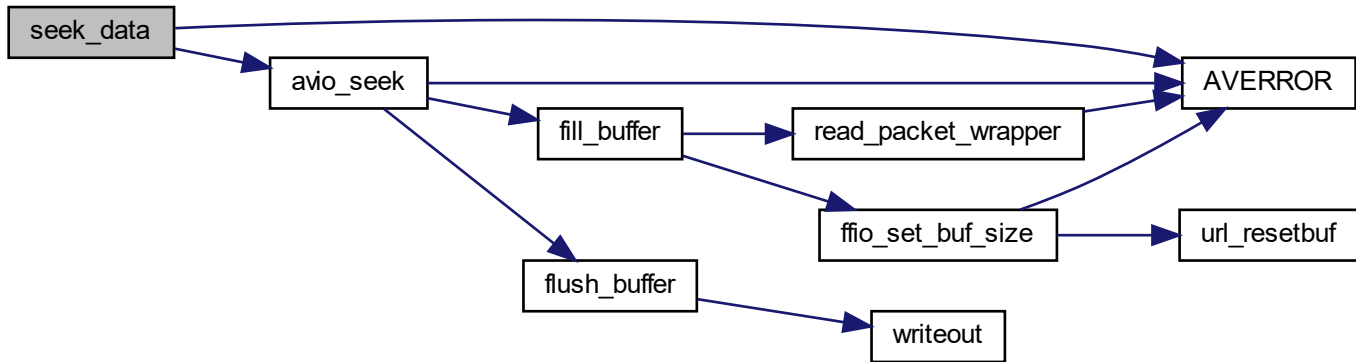 seek_data
avio_seek
AVERROR
fill_buffer
read_packet_wrapper
ffio_set_buf_size
url_resetbuf
flush_buffer
writeout